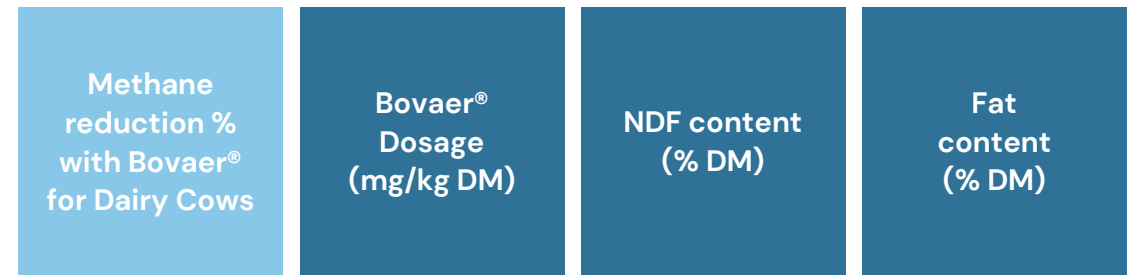 Methane
reduction %
with Bovaer®
for Dairy Cows
Bovaer®
Dosage
(mg/kg DM)
NDF content
(% DM)
Fat
content
(% DM)